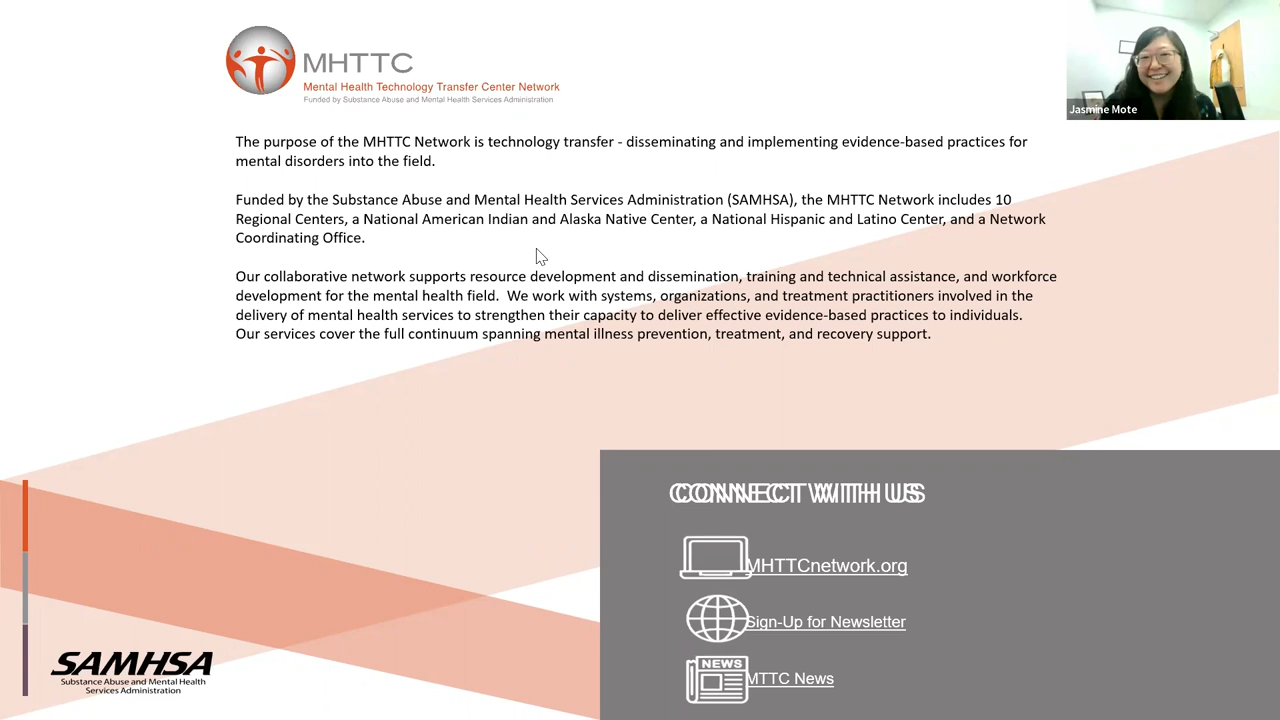 MHTTC
Mental Health Technology Transfer Center Network
Funded by Substance Abuse and Mental Health Services Administration
Jasmine Mote
The purpose of the MHTTC Network is technology transfer - disseminating and implementing evidence-based practices for
mental disorders into the field.
Funded by the Substance Abuse and Mental Health Services Administration (SAMHSA), the MHTTC Network includes 10
Regional Centers, a National American Indian and Alaska Native Center, a National Hispanic and Latino Center, and a Network
Coordinating Office.
Our collaborative network supports resource development and dissemination, training and technical assistance, and workforce
development for the mental health field.  We work with systems, organizations, and treatment practitioners involved in the
delivery of mental health services to strengthen their capacity to deliver effective evidence-based practices to individuals.
Our services cover the full continuum spanning mental illness prevention, treatment, and recovery support.
CONNECT WITH US
MHTTCnetwork.org
Sign-Up for Newsletter
NEWS
MTTC News
SAMHSA
Substance Abuse and Mental Health
Services Administration